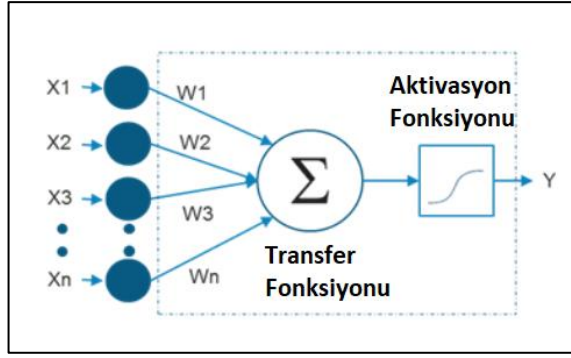 X1
W1
Aktivasyon
Fonksiyonu
X2
W2
X3
W3
Σ
Y
Xn
Wn
Transfer
Fonksiyonu